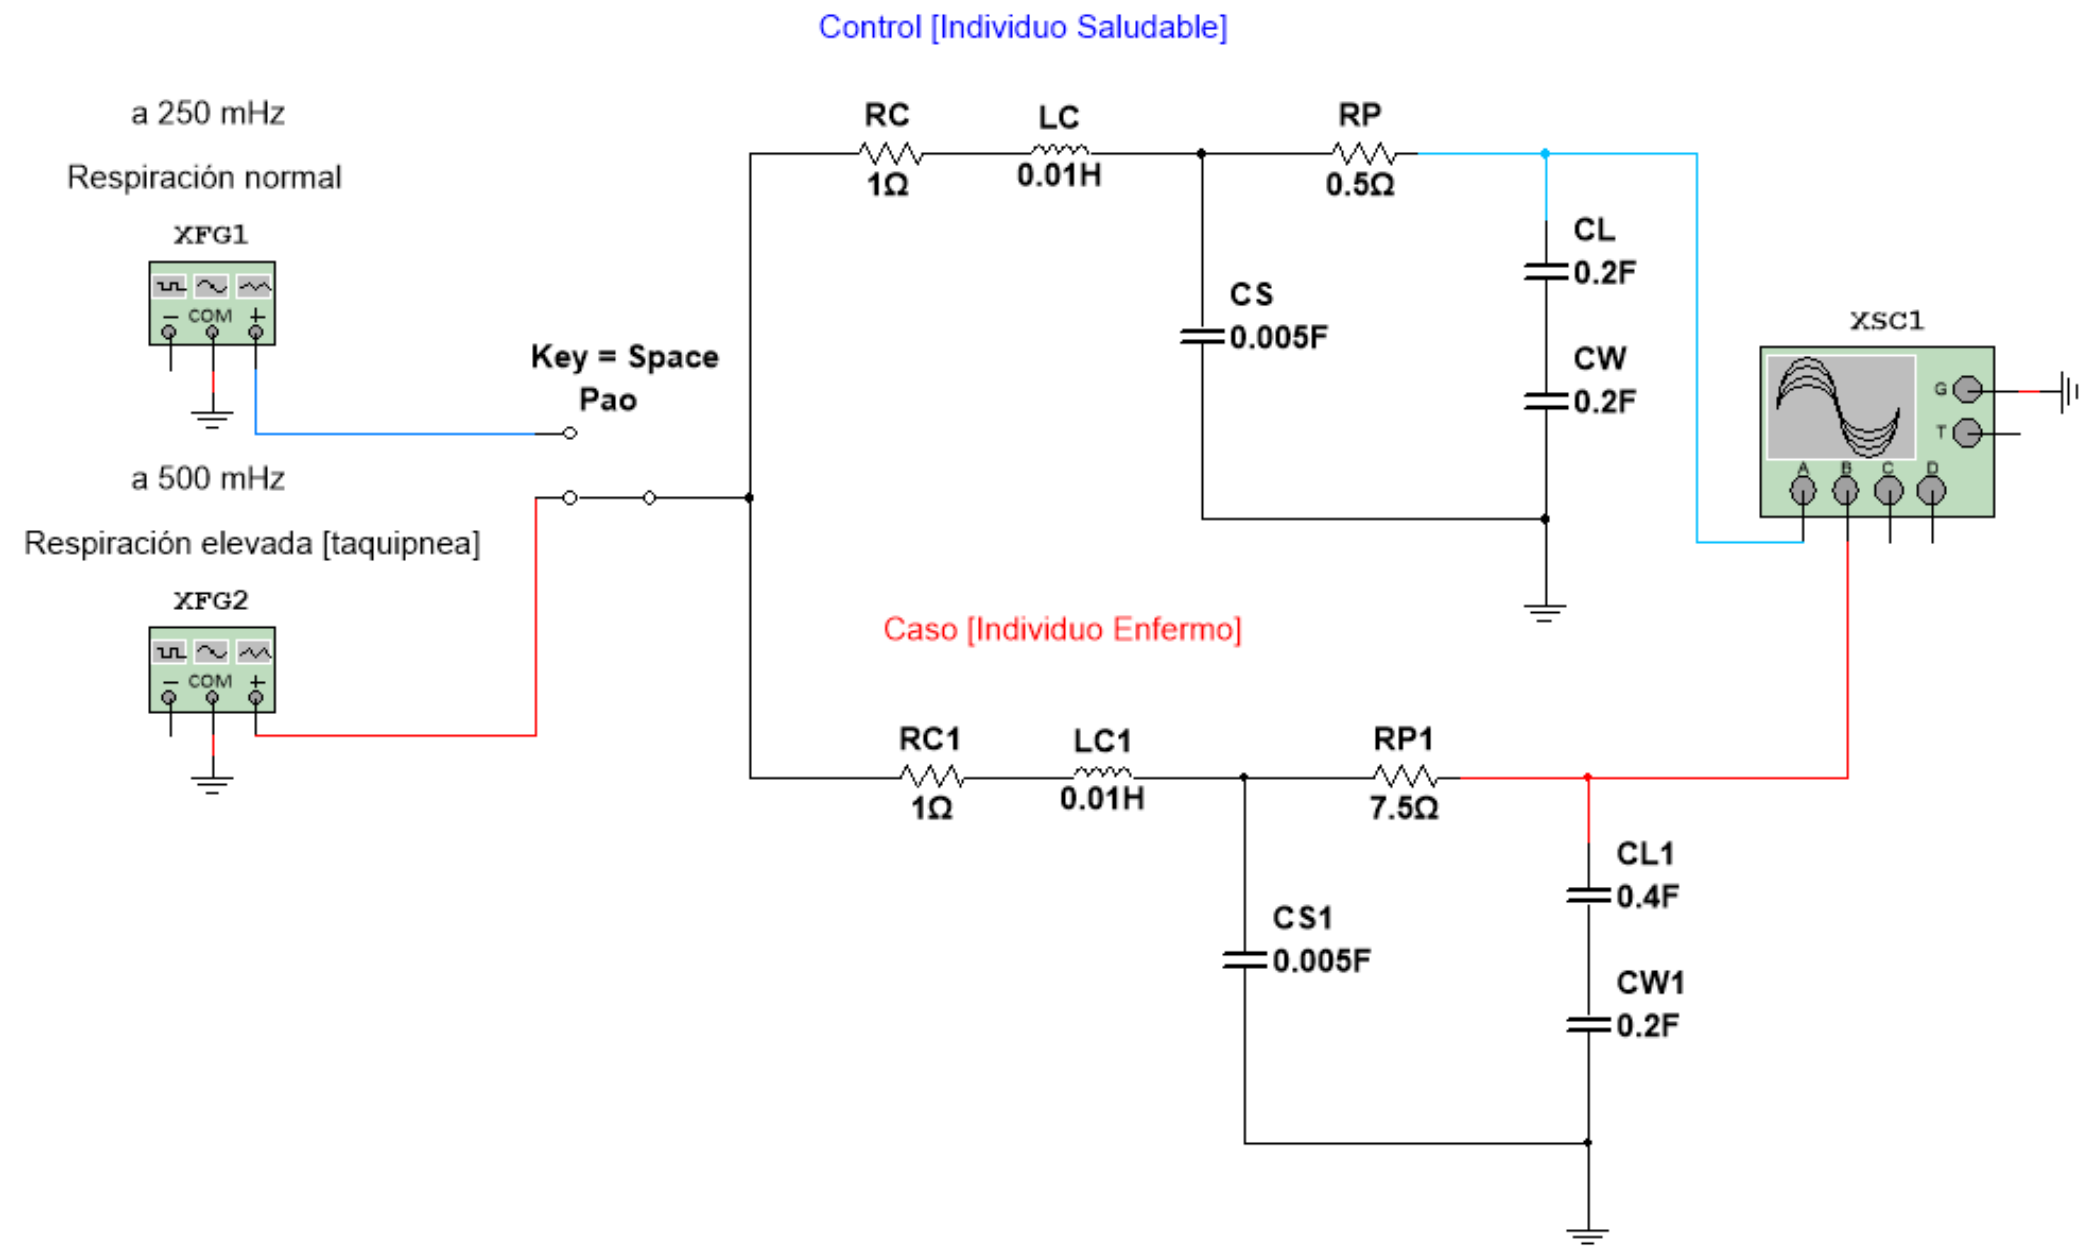 Control [Individuo Saludable]
a 250 mHz
Respiración normal
XFG1
COM
Key = Space
Pao
a 500 mHz
Respiración elevada [taquipnea]
XFG2
COM
RC
1Ω
LC
0.01H
RP
0.5Ω
CL
0.2F
CS
0.005F
CW
0.2F
XSC1
G
T
A B C D
Caso [Individuo Enfermo]
RC1
1Ω
LC1
0.01H
RP1
7.5Ω
CL1
0.4F
CS1
0.005F
CW1
0.2F